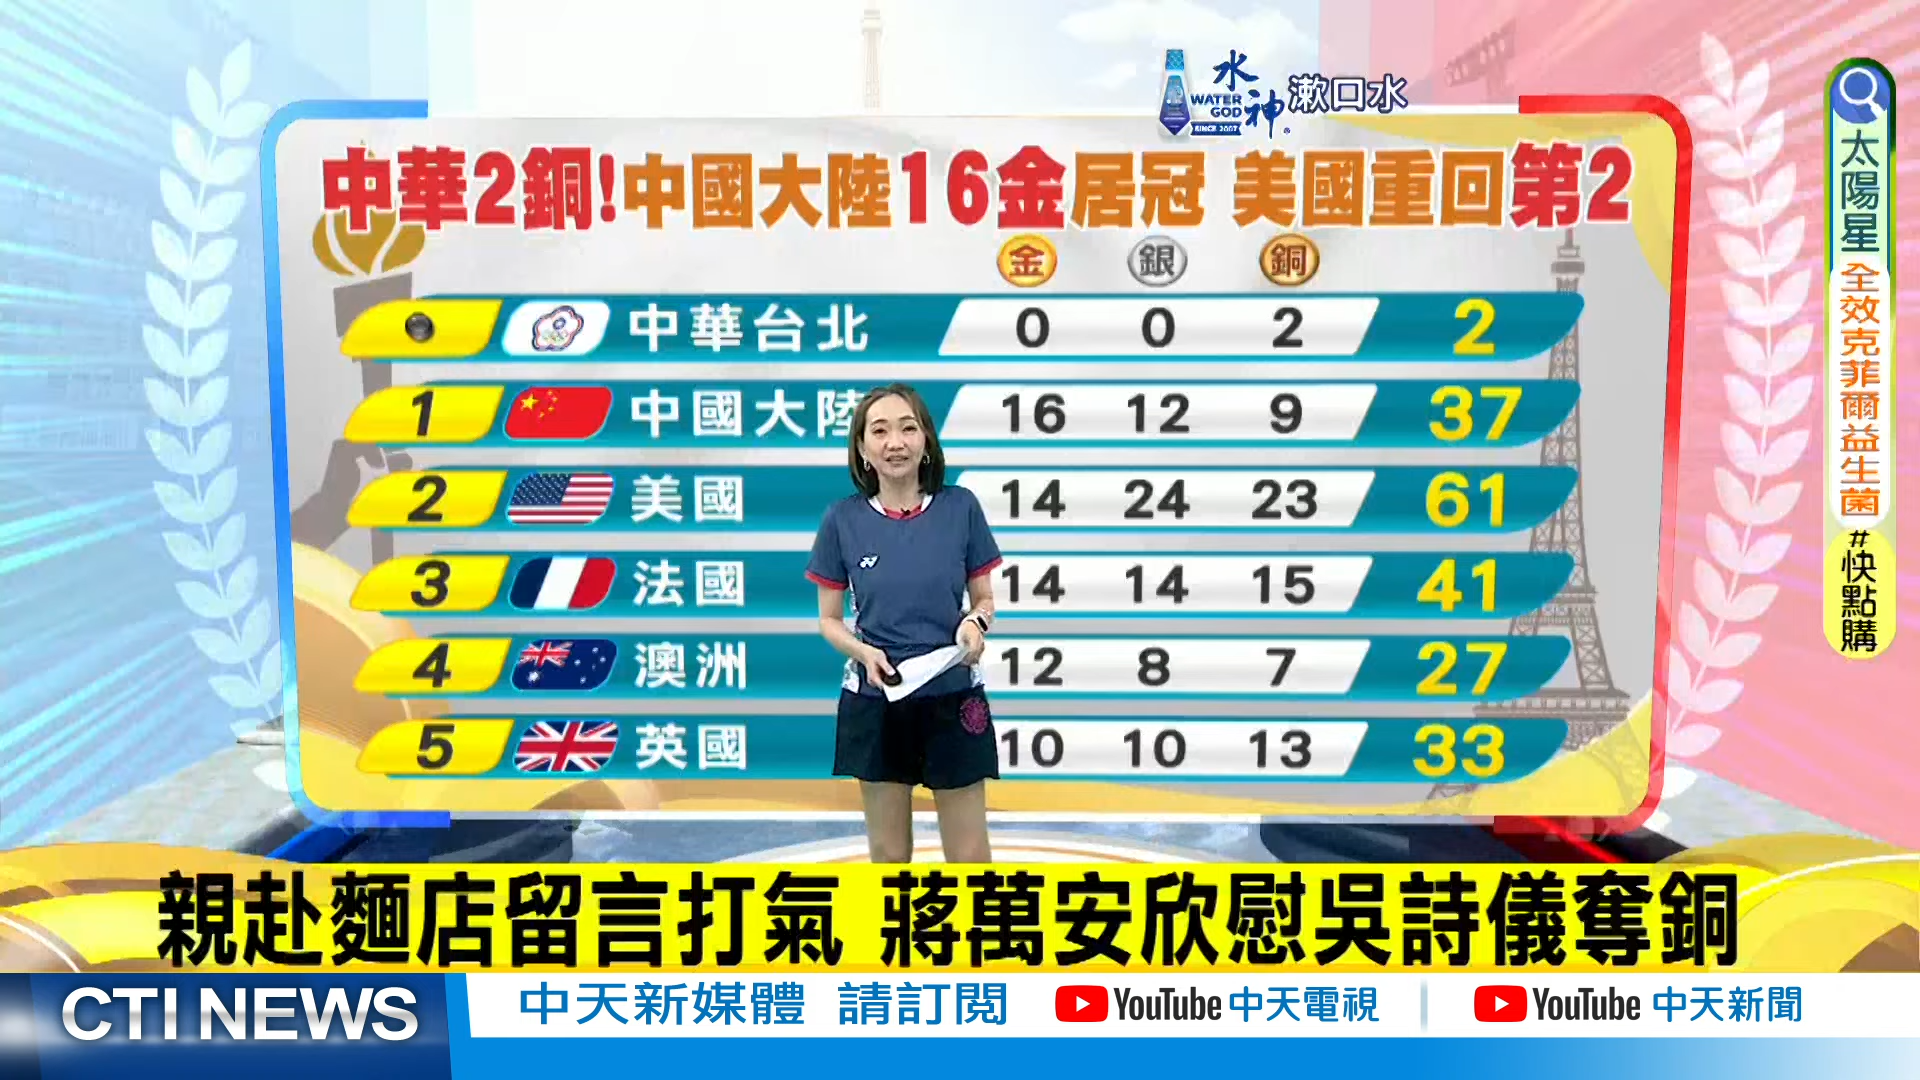 水神
WATER GOD
SINCE 2007
漱口水
中華2銅!中國大陸16金居冠 美國重回第2
金 銀 銅
中華台北 0 0 2 2
1 中國大陸 16 12 9 37
2 美國 14 24 23 61
3 法國 14 14 15 41
4 澳洲 12 8 7 27
5 英國 10 10 13 33
太陽星
全效克菲爾益生菌
#快點購
親赴麵店留言打氣 蔣萬安欣慰吳詩儀奪銅
CTI NEWS
中天新媒體 請訂閱 YouTube 中天電視 | YouTube 中天新聞